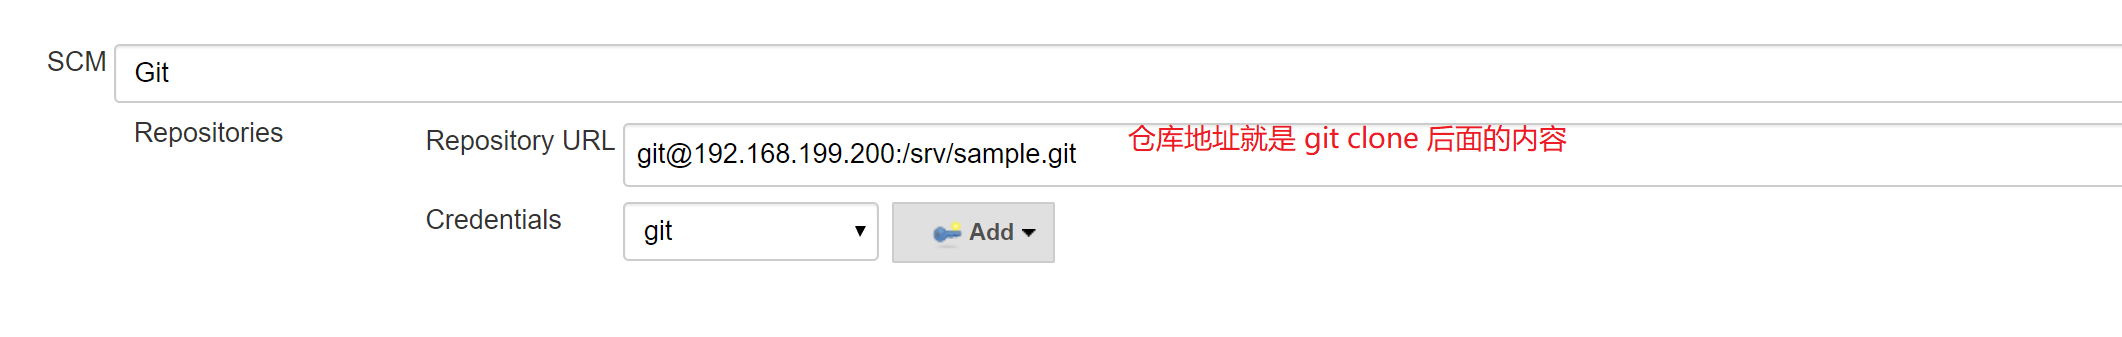 SCM
Git
Repositories
Repository URL
git@192.168.199.200:/srv/sample.git
仓库地址就是 git clone 后面的内容
Credentials
git
Add